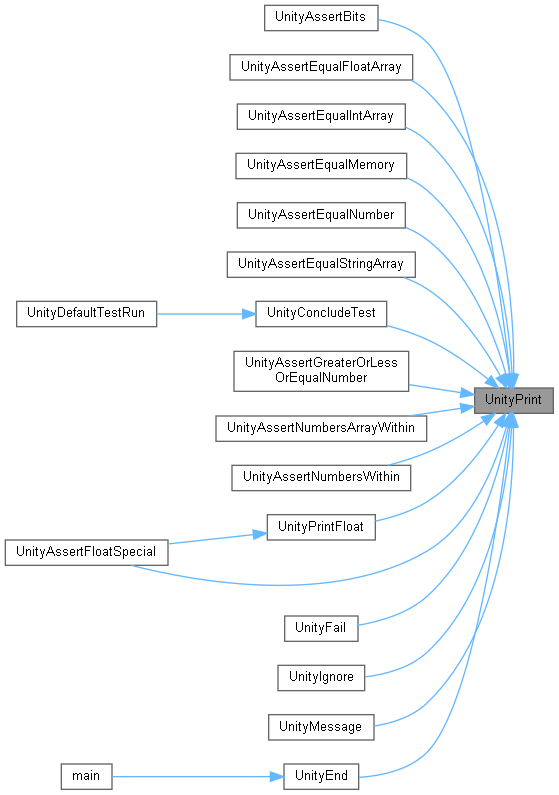 UnityAssertBits
UnityAssertEqualFloatArray
UnityAssertEqualIntArray
UnityAssertEqualMemory
UnityAssertEqualNumber
UnityAssertEqualStringArray
UnityDefaultTestRun
UnityConcludeTest
UnityAssertGreaterOrLess
OrEqualNumber
UnityPrint
UnityAssertNumbersArrayWithin
UnityAssertNumbersWithin
UnityPrintFloat
UnityAssertFloatSpecial
UnityFail
UnityIgnore
UnityMessage
main
UnityEnd